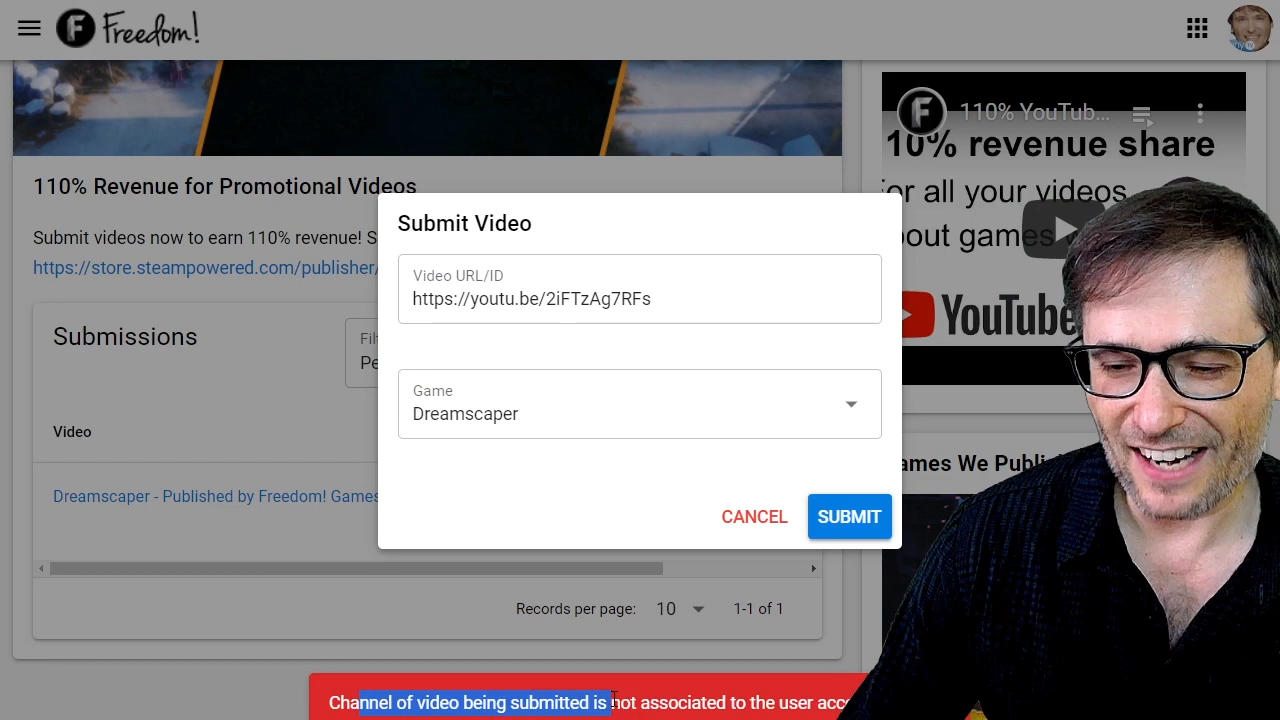 Freedom!
110% YouTub...
10% revenue share
or all your videos
about games
YouTube
110% Revenue for Promotional Videos
Submit videos now to earn 110% revenue! S
https://store.steampowered.com/publisher/
Submissions
Video
Dreamscaper - Published by Freedom! Games
Records per page: 10 1-1 of 1
Submit Video
Video URL/ID
https://youtu.be/2iFTzAg7RFs
Game
Dreamscaper
CANCEL SUBMIT
ames We Publi
Channel of video being submitted is not associated to the user acco